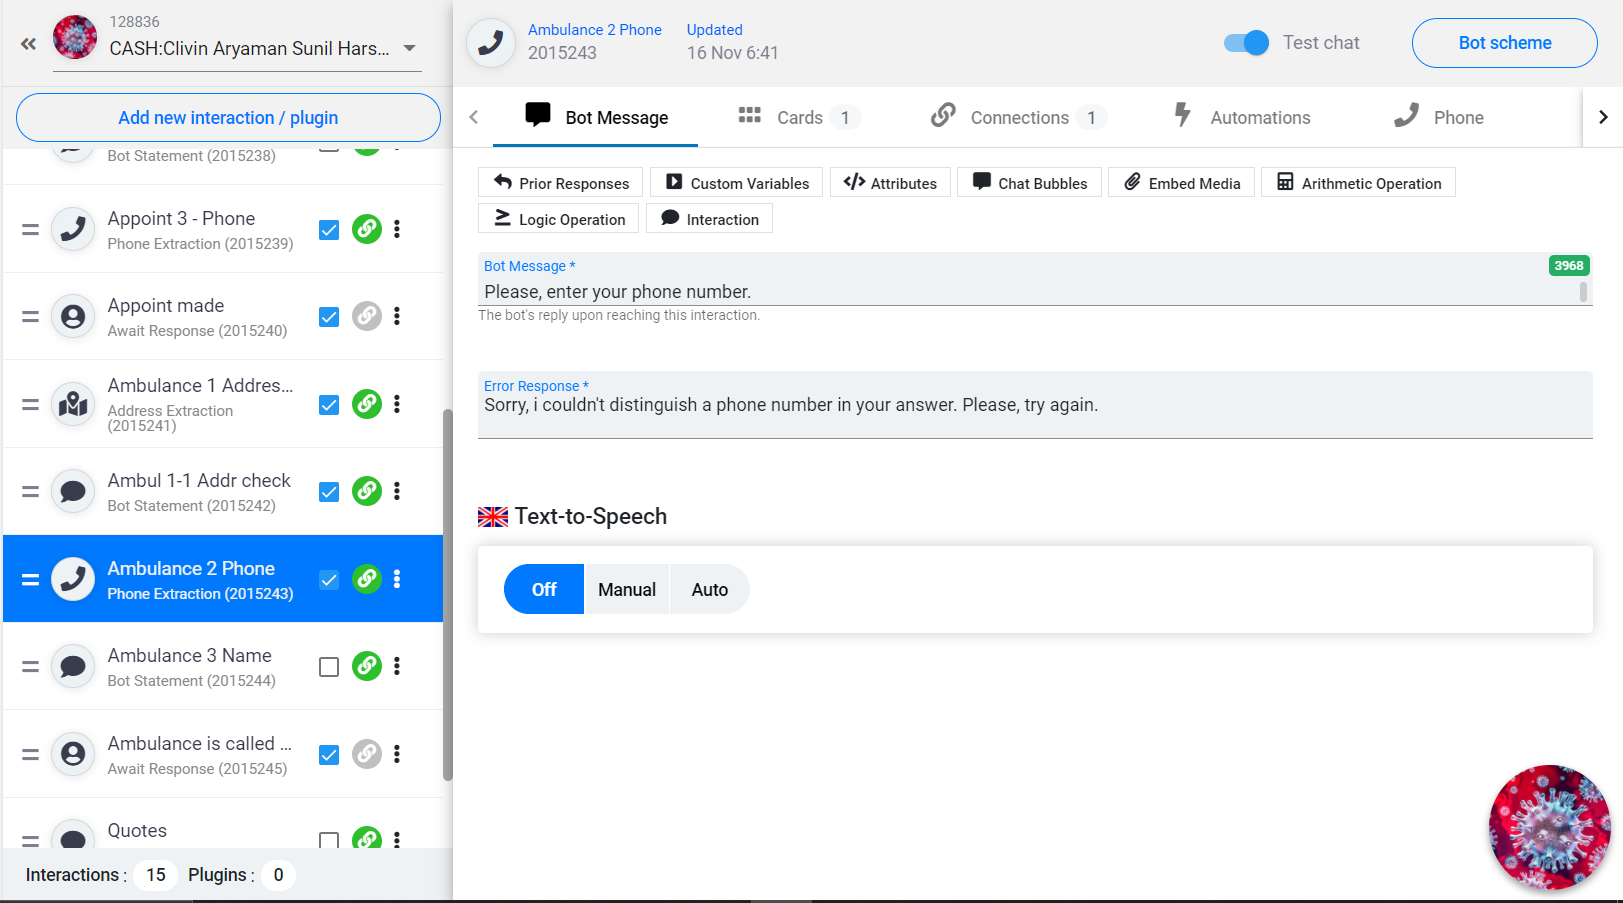 128836
CASH:Clivin Aryaman Sunil Hars...
Add new interaction / plugin
Bot Statement (2015238)
Appoint 3 - Phone
Phone Extraction (2015239)
Appoint made
Await Response (2015240)
Ambulance 1 Addres...
Address Extraction
(2015241)
Ambul 1-1 Addr check
Bot Statement (2015242)
Ambulance 2 Phone
Phone Extraction (2015243)
Ambulance 3 Name
Bot Statement (2015244)
Ambulance is called ...
Await Response (2015245)
Quotes
Interactions : 15 Plugins : 0
Ambulance 2 Phone
2015243
Updated
16 Nov 6:41
Test chat
Bot scheme
Bot Message
Cards 1
Connections 1
Automations
Phone
Prior Responses
Custom Variables
Attributes
Chat Bubbles
Embed Media
Arithmetic Operation
Logic Operation
Interaction
Bot Message *
3968
Please, enter your phone number.
The bot's reply upon reaching this interaction.
Error Response *
Sorry, i couldn't distinguish a phone number in your answer. Please, try again.
Text-to-Speech
Off Manual Auto